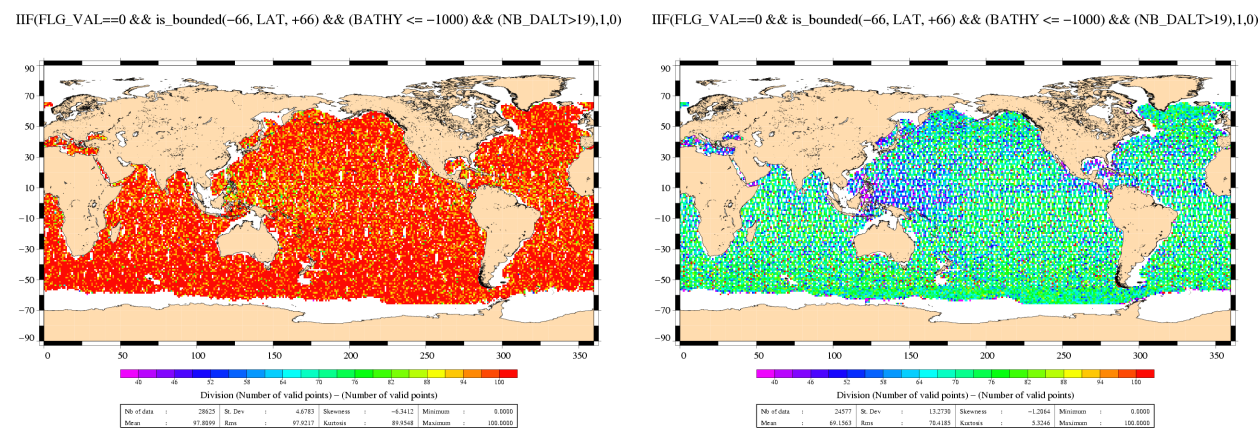 IIF(FLG_VAL==0 && is_bounded(−66, LAT, +66) && (BATHY <= −1000) && (NB_DALT>19),1,0)
90
70
50
30
10
−10
−30
−50
−70
−90
0 50 100 150 200 250 300 350
40 46 52 58 64 70 76 82 88 94 100
Division (Number of valid points) − (Number of valid points)
Nb of data : 28625 St. Dev : 4.6783 Skewness : −6.3412 Minimum : 0.0000
Mean : 97.8099 Rms : 97.9217 Kurtosis : 89.9548 Maximum : 100.0000
IIF(FLG_VAL==0 && is_bounded(−66, LAT, +66) && (BATHY <= −1000) && (NB_DALT>19),1,0)
90
70
50
30
10
−10
−30
−50
−70
−90
0 50 100 150 200 250 300 350
40 46 52 58 64 70 76 82 88 94 100
Division (Number of valid points) − (Number of valid points)
Nb of data : 24577 St. Dev : 13.2730 Skewness : −1.2064 Minimum : 0.0000
Mean : 69.1563 Rms : 70.4185 Kurtosis : 5.3246 Maximum : 100.0000